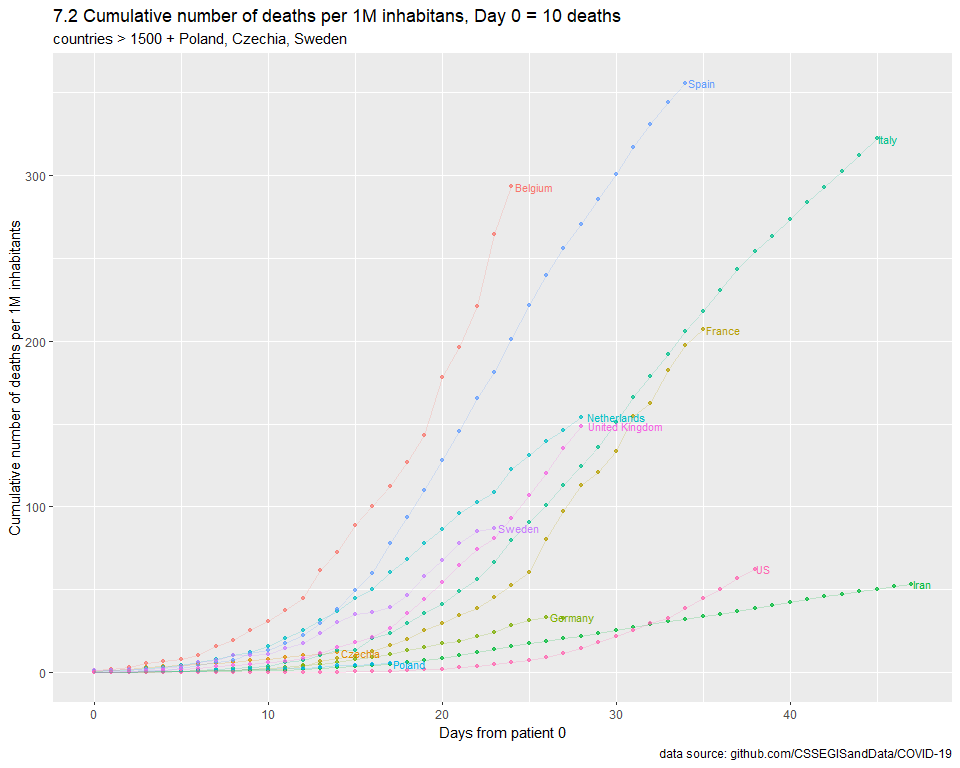 7.2 Cumulative number of deaths per 1M inhabitans, Day 0 = 10 deaths
countries > 1500 + Poland, Czechia, Sweden
Cumulative number of deaths per 1M inhabitants
300
200
100
0
Spain
Italy
Belgium
France
Netherlands
United Kingdom
Sweden
US
Iran
Germany
Czechia
Poland
0 10 20 30 40
Days from patient 0
data source: github.com/CSSEGISandData/COVID-19